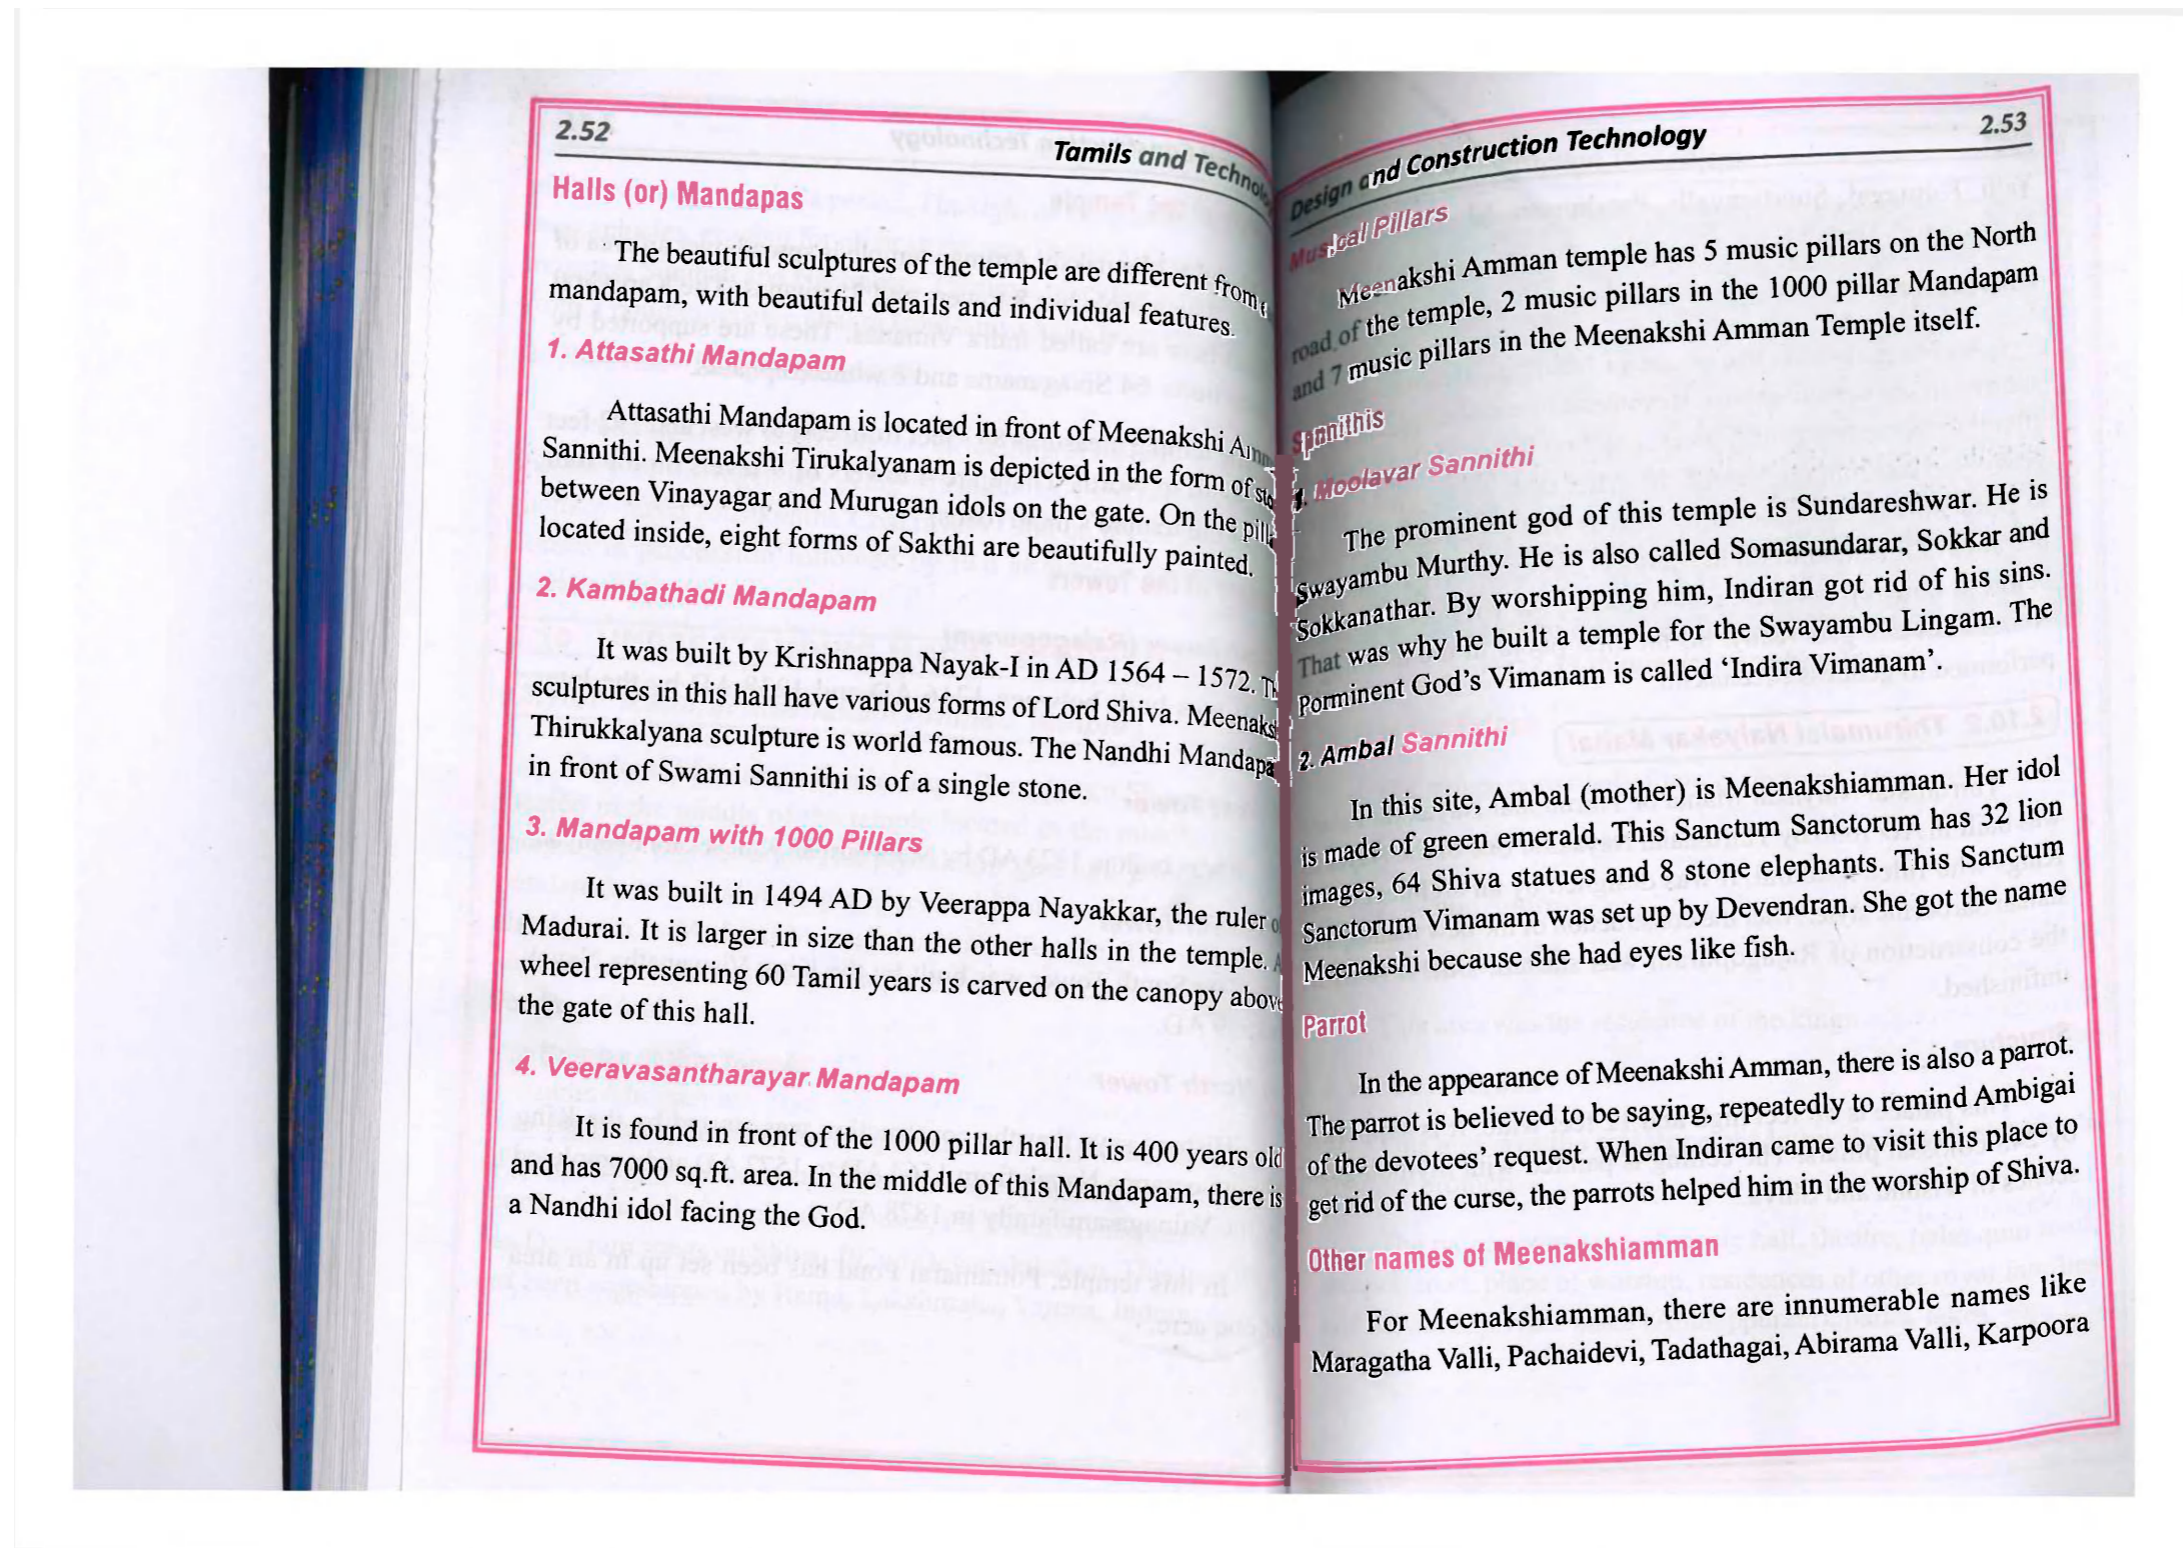 2.52
Tamils and
Halls (or) Mandapas
The beautiful sculptures of the temple are different from
mandapam, with beautiful details and individual features.
1. Attasathi Mandapam
Attasathi Mandapam is located in front of Meenakshi
Sannithi. Meenakshi Tirukalyanam is depicted in the form of
between Vinayagar and Murugan idols on the gate. On the
located inside, eight forms of Sakthi are beautifully painted.
2. Kambathadi Mandapam
It was built by Krishnappa Nayak-I in AD 1564 – 1572.
sculptures in this hall have various forms of Lord Shiva.
Thirukkalyana sculpture is world famous. The Nandhi
in front of Swami Sannithi is of a single stone.
3. Mandapam with 1000 Pillars
It was built in 1494 AD by Veerappa Nayakkar, the ruler
Madurai. It is larger in size than the other halls in the temple. A
wheel representing 60 Tamil years is carved on the canopy above
the gate of this hall.
4. Veeravasantharayar Mandapam
It is found in front of the 1000 pillar hall. It is 400 years old
and has 7000 sq.ft. area. In the middle of this Mandapam, there is
a Nandhi idol facing the God.
Design and Construction Technology
2.53
Musical Pillars
Meenakshi Amman temple has 5 music pillars on the North
road of the temple, 2 music pillars in the 1000 pillar Mandapam
and 7 music pillars in the Meenakshi Amman Temple itself.
Sannithis
1. Moolavar Sannithi
The prominent god of this temple is Sundareshwar. He is
Swayambu Murthy. He is also called Somasundarar, Sokkar and
Sokkanathar. By worshipping him, Indiran got rid of his sins.
That was why he built a temple for the Swayambu Lingam. The
Porminent God's Vimanam is called 'Indira Vimanam'.
2. Ambal Sannithi
In this site, Ambal (mother) is Meenakshiamman. Her idol
is made of green emerald. This Sanctum Sanctorum has 32 lion
images, 64 Shiva statues and 8 stone elephants. This Sanctum
Sanctorum Vimanam was set up by Devendran. She got the name
Meenakshi because she had eyes like fish.
Parrot
In the appearance of Meenakshi Amman, there is also a parrot.
The parrot is believed to be saying, repeatedly to remind Ambigai
of the devotees' request. When Indiran came to visit this place to
get rid of the curse, the parrots helped him in the worship of Shiva.
Other names of Meenakshiamman
For Meenakshiamman, there are innumerable names like
Maragatha Valli, Pachaidevi, Tadathagai, Abirama Valli, Karpoora